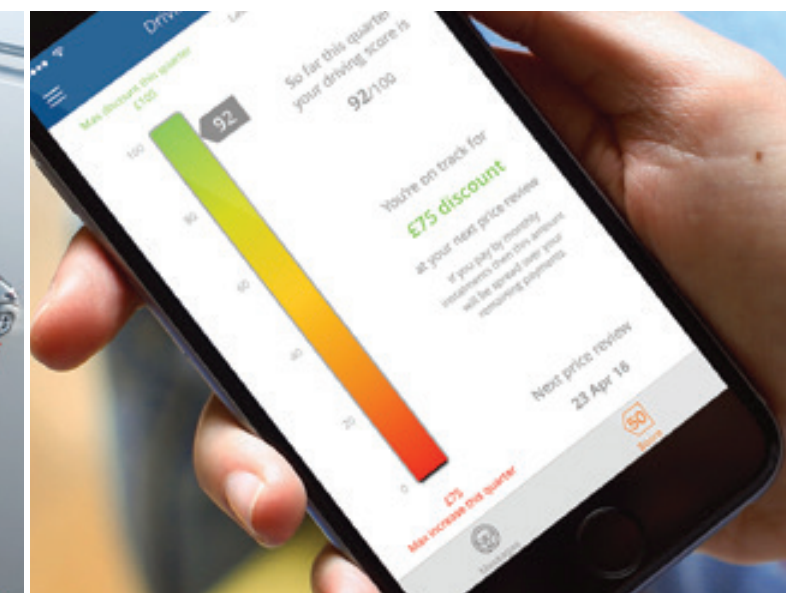 Max discount this quarter
£105
So far this quarter
your driving score is
92/100
92
100
80
60
40
20
0
You're on track for
£75 discount
at your next price review
If you pay by monthly
instalments then this amount
will be spread over your
remaining payments
Next price review
23 Apr 16
£75
Max increase this quarter
50
Score
Messages